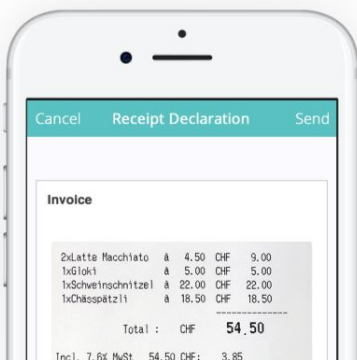 Cancel Receipt Declaration Send
Invoice
2xLatte Macchiato à 4.50 CHF 9.00
1xGloki à 5.00 CHF 5.00
1xSchweinschnitzel à 22.00 CHF 22.00
1xChässpätzli à 18.50 CHF 18.50
Total : CHF 54.50
Incl. 7.6% MwSt 54.50 CHF: 3.85